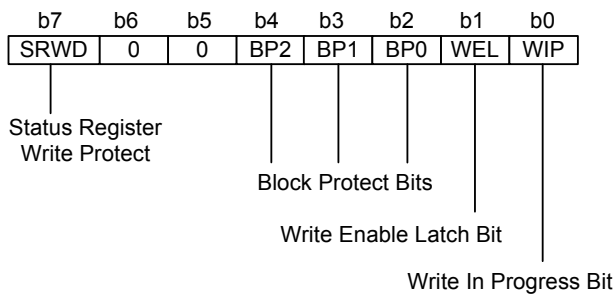 b7 b6 b5 b4 b3 b2 b1 b0
SRWD 0 0 BP2 BP1 BP0 WEL WIP
Status Register
Write Protect
Block Protect Bits
Write Enable Latch Bit
Write In Progress Bit